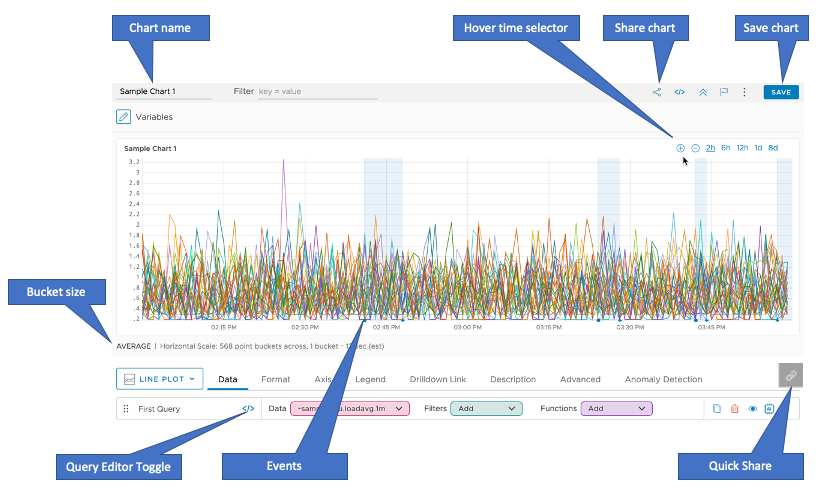 Chart name
Hover time selector
Share chart
Save chart
Sample Chart 1
Filter key = value
SAVE
Variables
Sample Chart 1
2h 6h 12h 1d 8d
3.2
3
2.8
2.6
2.4
2.2
2
1.8
1.6
1.4
1.2
1
.8
.6
.4
.2
02:15 PM 02:30 PM 02:45 PM 03:00 PM 03:15 PM 03:30 PM 03:45 PM
Bucket size
AVERAGE | Horizontal Scale: 568 point buckets across, 1 bucket - sec (est)
LINE PLOT Data Format Axis Legend Drilldown Link Description Advanced Anomaly Detection
First Query </> Data ~sam u.loadavg.1m Filters Add Functions Add
Query Editor Toggle
Events
Quick Share